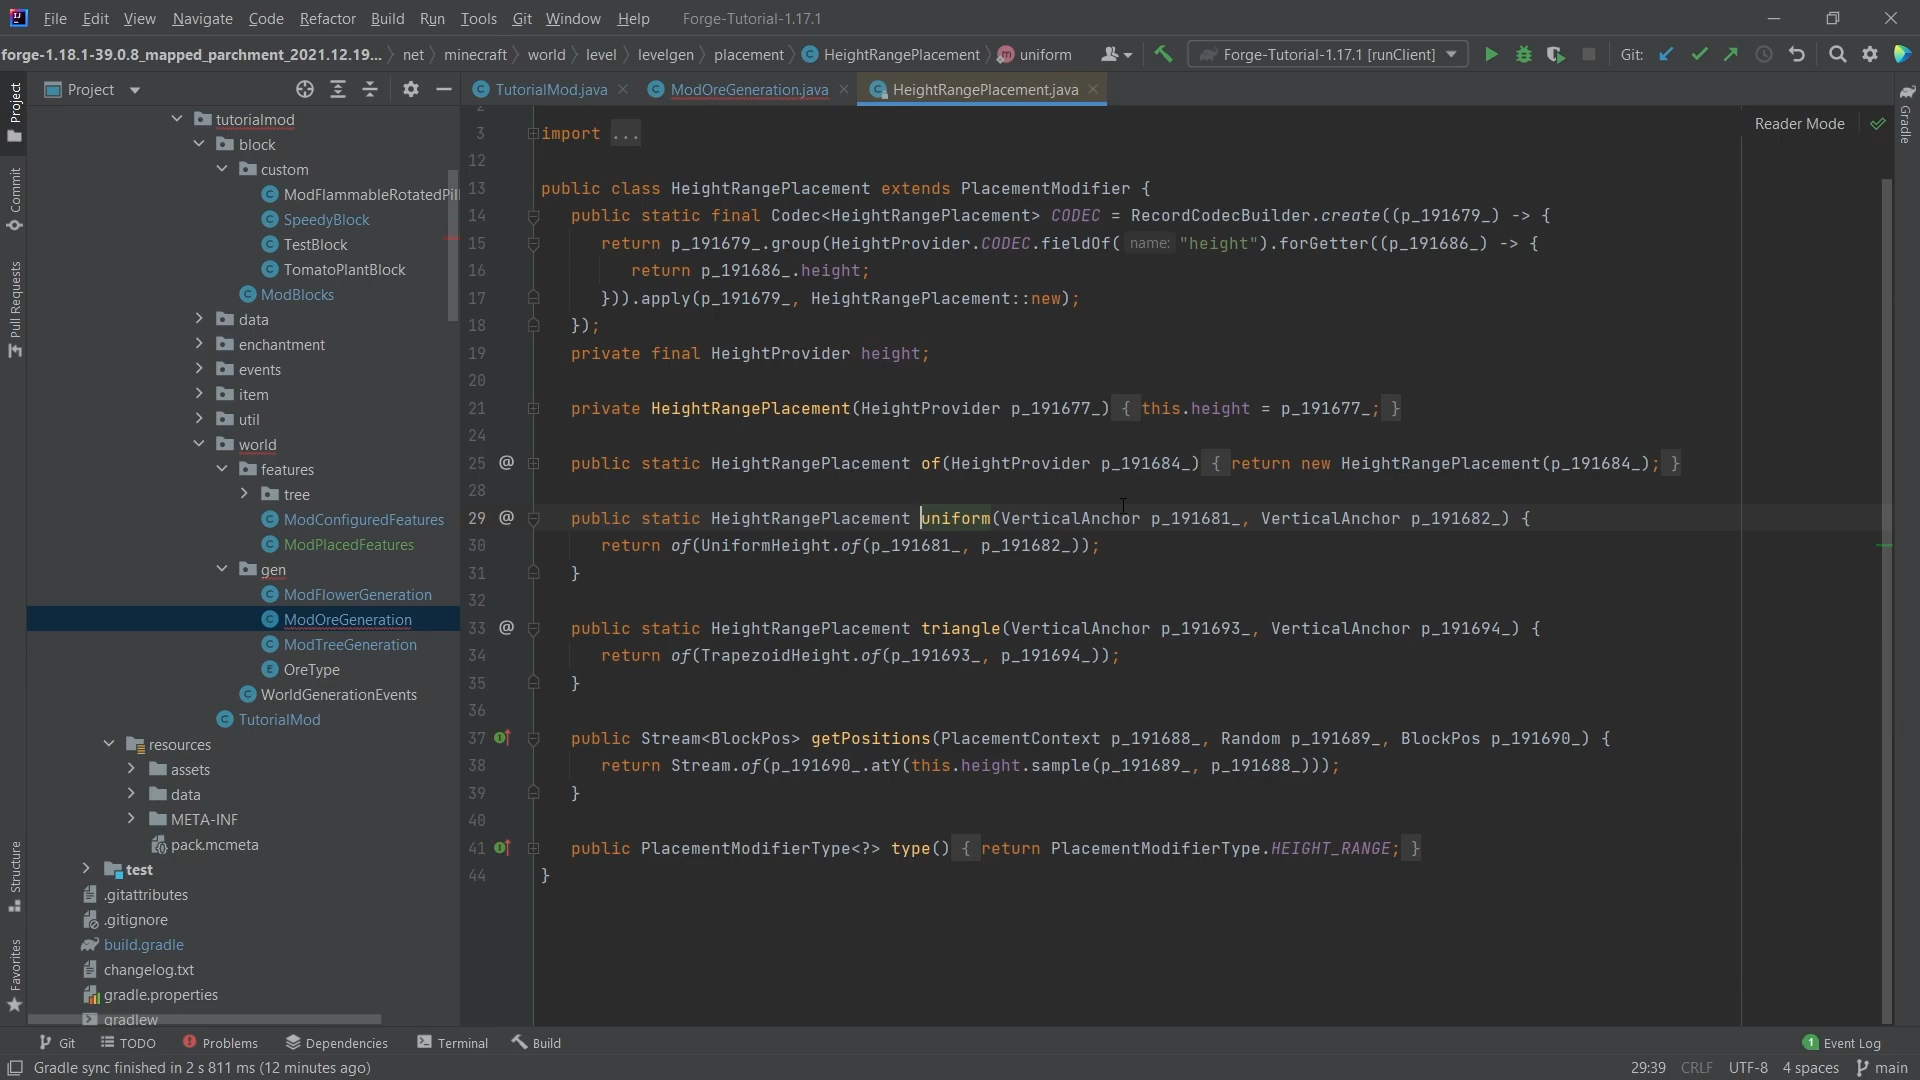 File Edit View Navigate Code Refactor Build Run Tools Git Window Help Forge-Tutorial-1.17.1
forge-1.18.1-39.0.8_mapped_parchment_2021.12.19... net minecraft world level levelgen placement HeightRangePlacement uniform Forge-Tutorial-1.17.1 [runClient] Git:
Project TutorialMod.java ModOreGeneration.java HeightRangePlacement.java
Project
Commit
Pull Requests
Structure
Favorites
tutorialmod
block
custom
ModFlammableRotatedPil
SpeedyBlock
TestBlock
TomatoPlantBlock
ModBlocks
data
enchantment
events
item
util
world
features
tree
ModConfiguredFeatures
ModPlacedFeatures
gen
ModFlowerGeneration
ModOreGeneration
ModTreeGeneration
OreType
WorldGenerationEvents
TutorialMod
resources
assets
data
META-INF
pack.mcmeta
test
.gitattributes
.gitignore
build.gradle
changelog.txt
gradle.properties
gradlew
Reader Mode
Gradle
2
3 import ...
12
13 public class HeightRangePlacement extends PlacementModifier {
14 public static final Codec<HeightRangePlacement> CODEC = RecordCodecBuilder.create((p_191679_) -> {
15 return p_191679_.group(HeightProvider.CODEC.fieldOf( name: "height").forGetter((p_191686_) -> {
16 return p_191686_.height;
17 })).apply(p_191679_, HeightRangePlacement::new);
18 });
19 private final HeightProvider height;
20
21 private HeightRangePlacement(HeightProvider p_191677_) { this.height = p_191677_; }
24
25 @ public static HeightRangePlacement of(HeightProvider p_191684_) { return new HeightRangePlacement(p_191684_); }
28
29 @ public static HeightRangePlacement uniform(VerticalAnchor p_191681_, VerticalAnchor p_191682_) {
30 return of(UniformHeight.of(p_191681_, p_191682_));
31 }
32
33 @ public static HeightRangePlacement triangle(VerticalAnchor p_191693_, VerticalAnchor p_191694_) {
34 return of(TrapezoidHeight.of(p_191693_, p_191694_));
35 }
36
37 public Stream<BlockPos> getPositions(PlacementContext p_191688_, Random p_191689_, BlockPos p_191690_) {
38 return Stream.of(p_191690_.atY(this.height.sample(p_191689_, p_191688_)));
39 }
40
41 public PlacementModifierType<?> type() { return PlacementModifierType.HEIGHT_RANGE; }
44 }
Git TODO Problems Dependencies Terminal Build 1 Event Log
Gradle sync finished in 2 s 811 ms (12 minutes ago) 29:39 CRLF UTF-8 4 spaces main